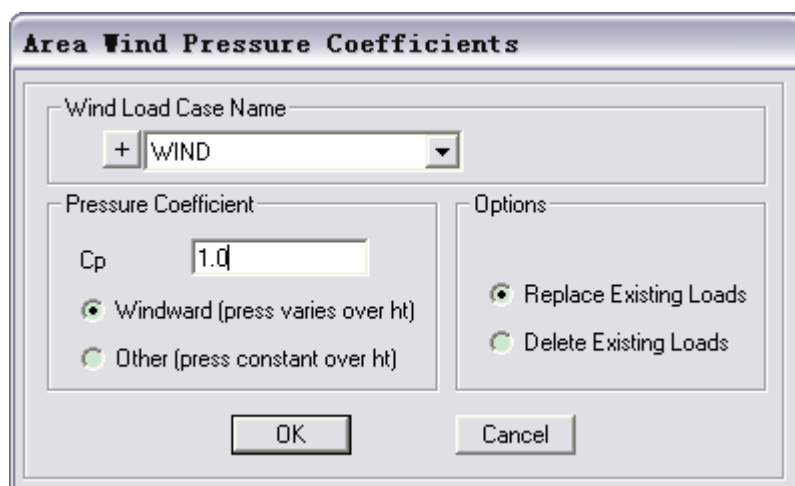 Area Wind Pressure Coefficients
Wind Load Case Name
+ WIND
Pressure Coefficient
Cp 1.0
Windward (press varies over ht)
Other (press constant over ht)
Options
Replace Existing Loads
Delete Existing Loads
OK Cancel